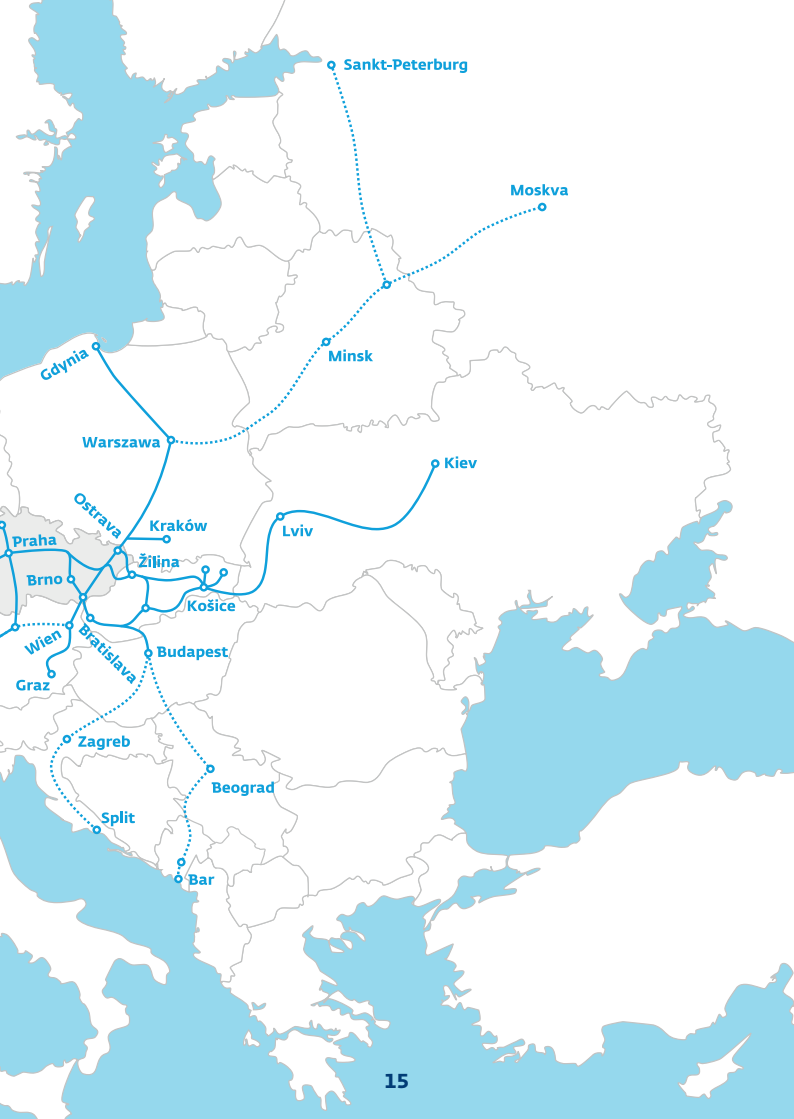 Sankt-Peterburg
Moskva
Minsk
Gdynia
Warszawa
Kiev
Ostrava
Kraków
Lviv
Praha
Žilina
Brno
Košice
Wien
Bratislava
Budapest
Graz
Zagreb
Beograd
Split
Bar
15